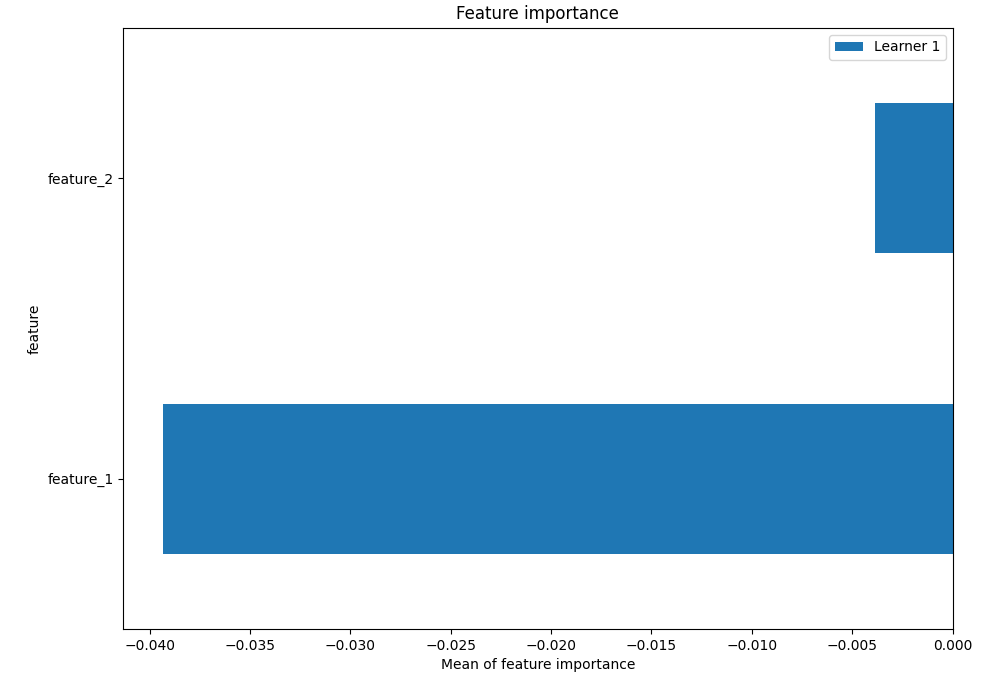 Feature importance
Learner 1
feature_2
feature
feature_1
−0.040 −0.035 −0.030 −0.025 −0.020 −0.015 −0.010 −0.005 0.000
Mean of feature importance